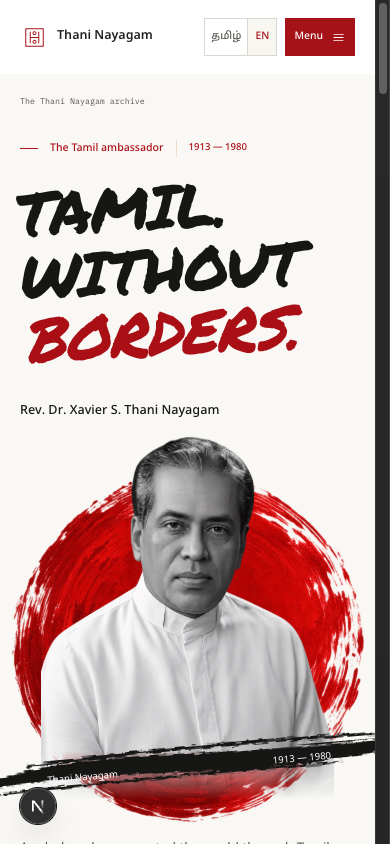 Thani Nayagam
தமிழ்
EN
Menu
The Thani Nayagam archive
The Tamil ambassador
1913 — 1980
TAMIL.
WITHOUT
BORDERS.
Rev. Dr. Xavier S. Thani Nayagam
1913 — 1980
Thani Nayagam
N